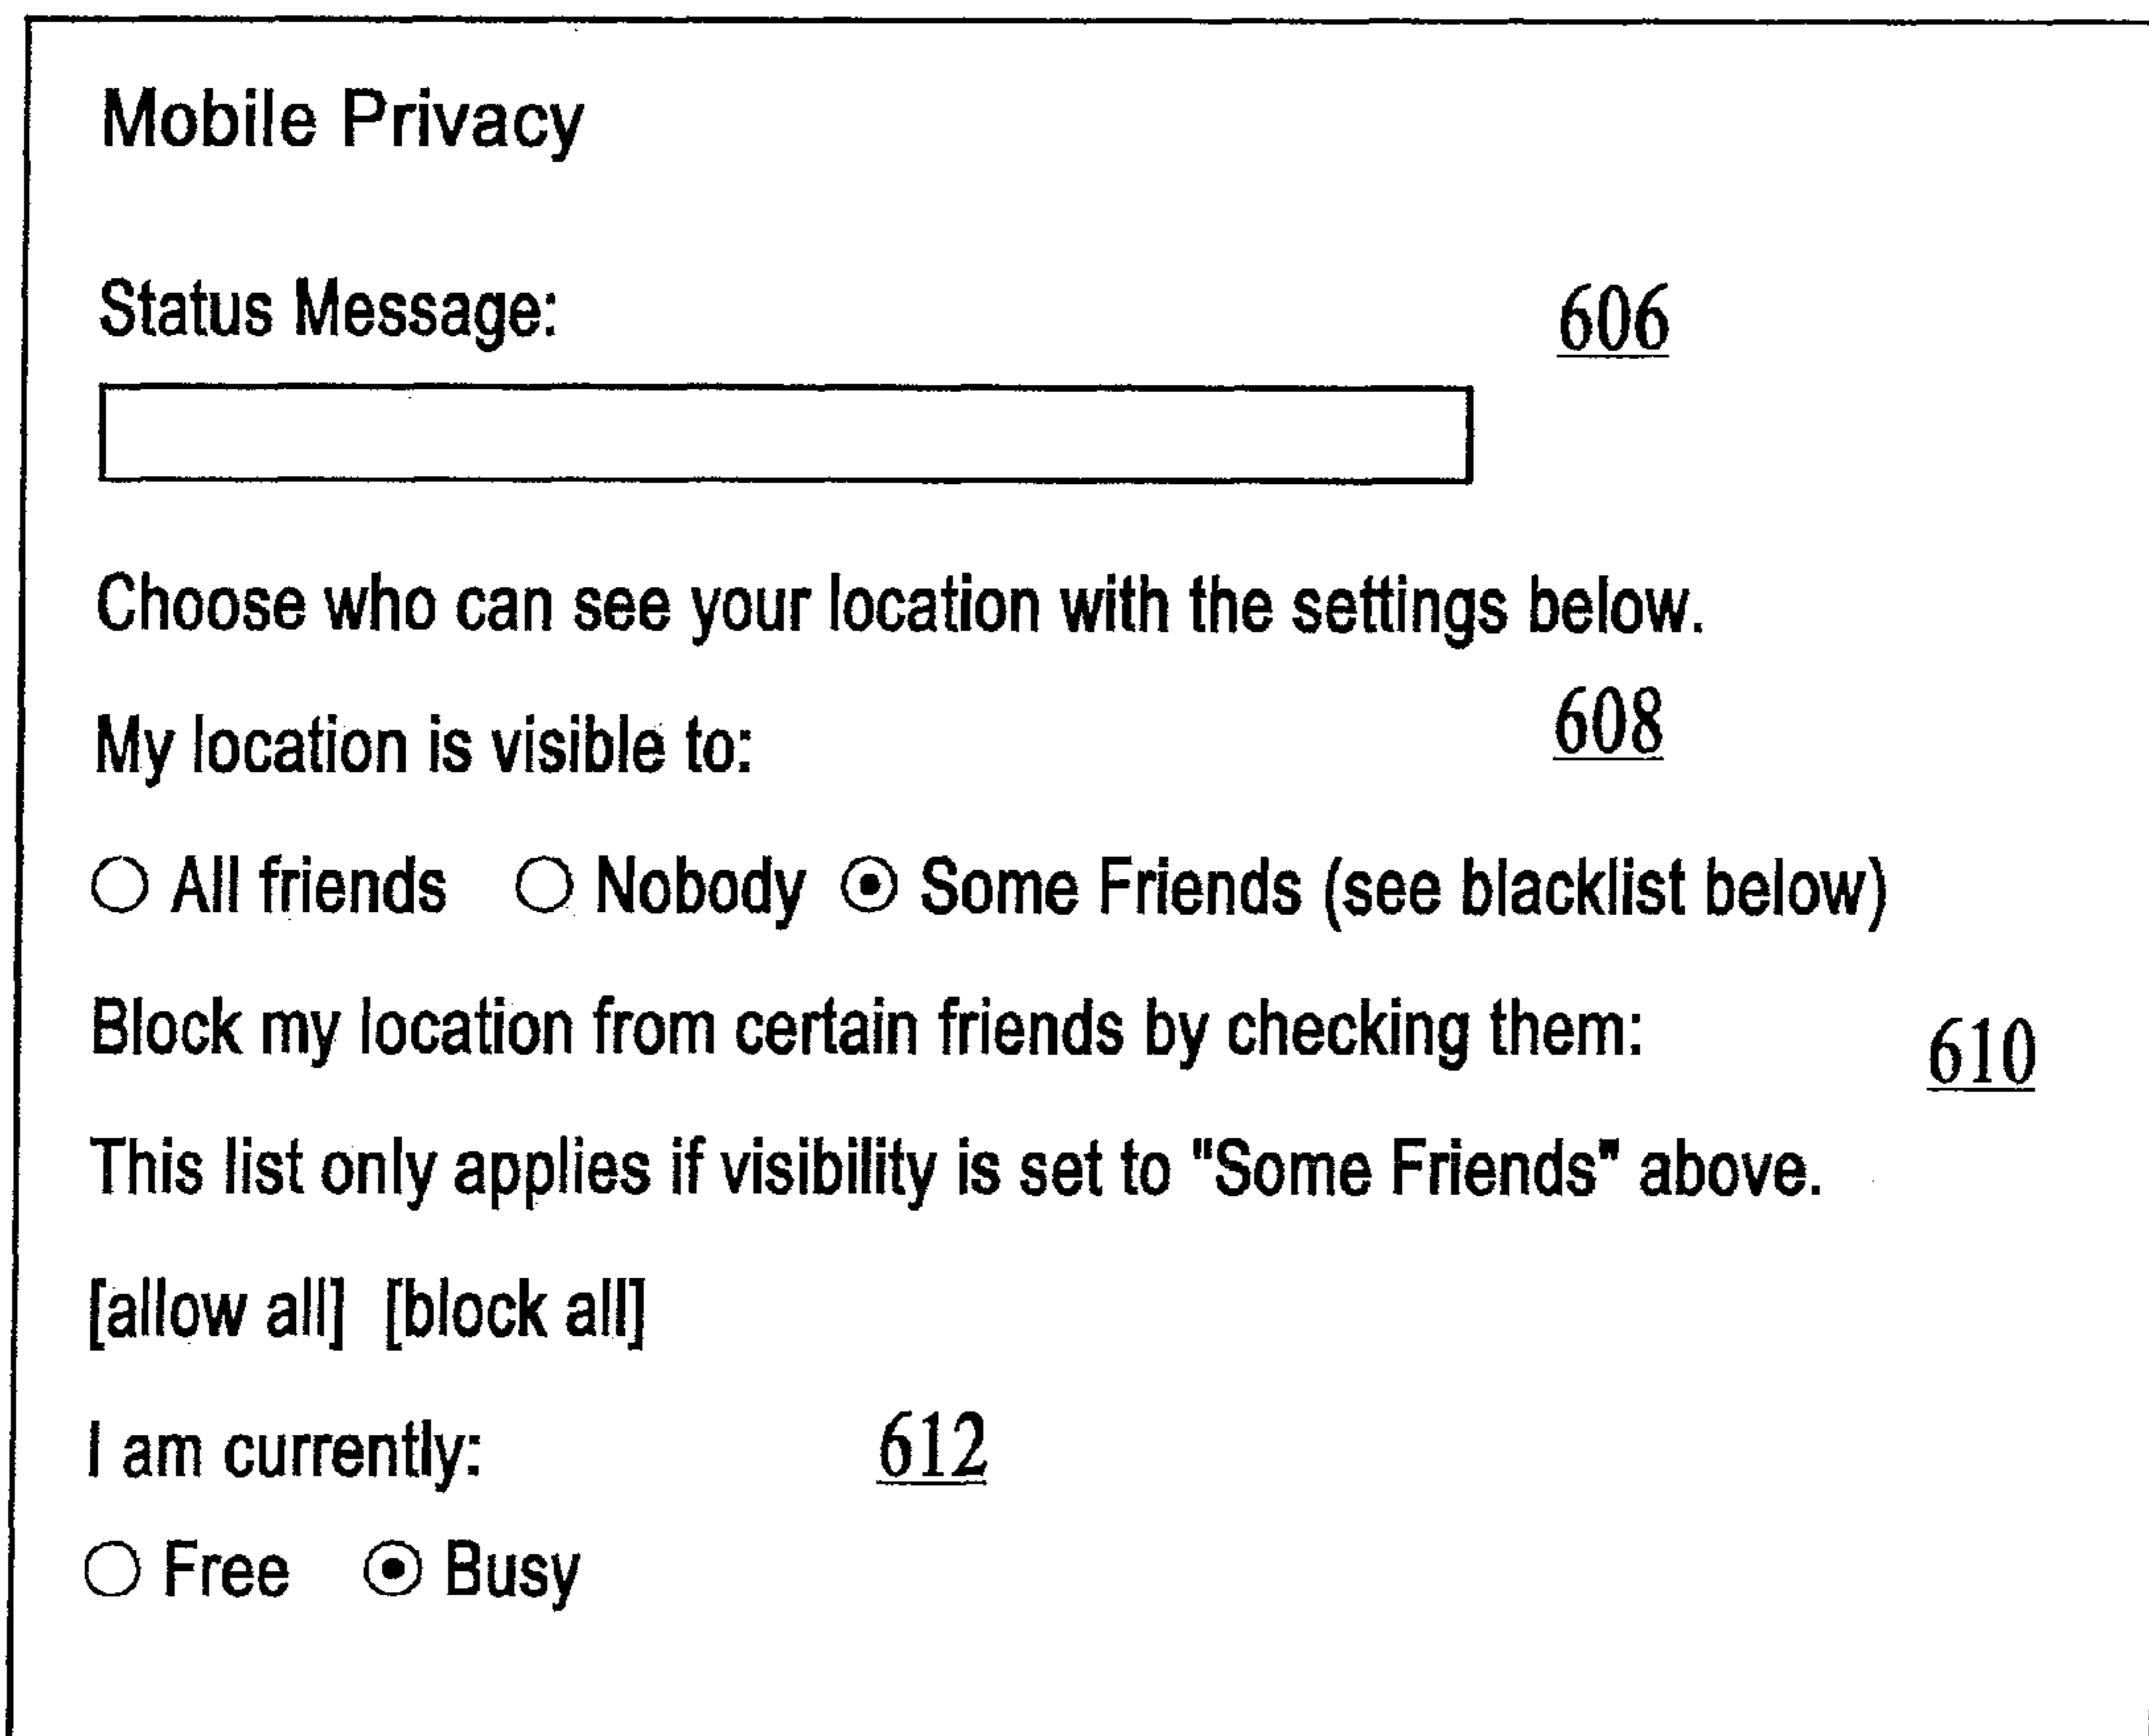 Mobile Privacy
Status Message: 606
Choose who can see your location with the settings below.
My location is visible to: 608
All friends Nobody Some Friends (see blacklist below)
Block my location from certain friends by checking them: 610
This list only applies if visibility is set to "Some Friends" above.
[allow all] [block all]
I am currently: 612
Free Busy